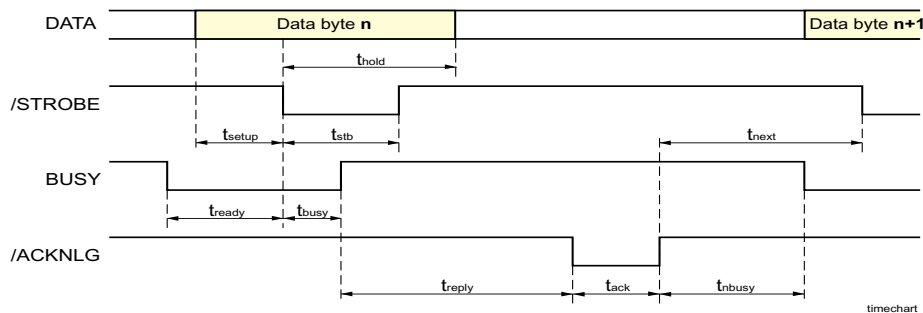 DATA
Data byte n
Data byte n+1
thold
/STROBE
tsetup
tstb
tnext
BUSY
tready
tbusy
/ACKNLG
treply
tack
tnbusy
timechart